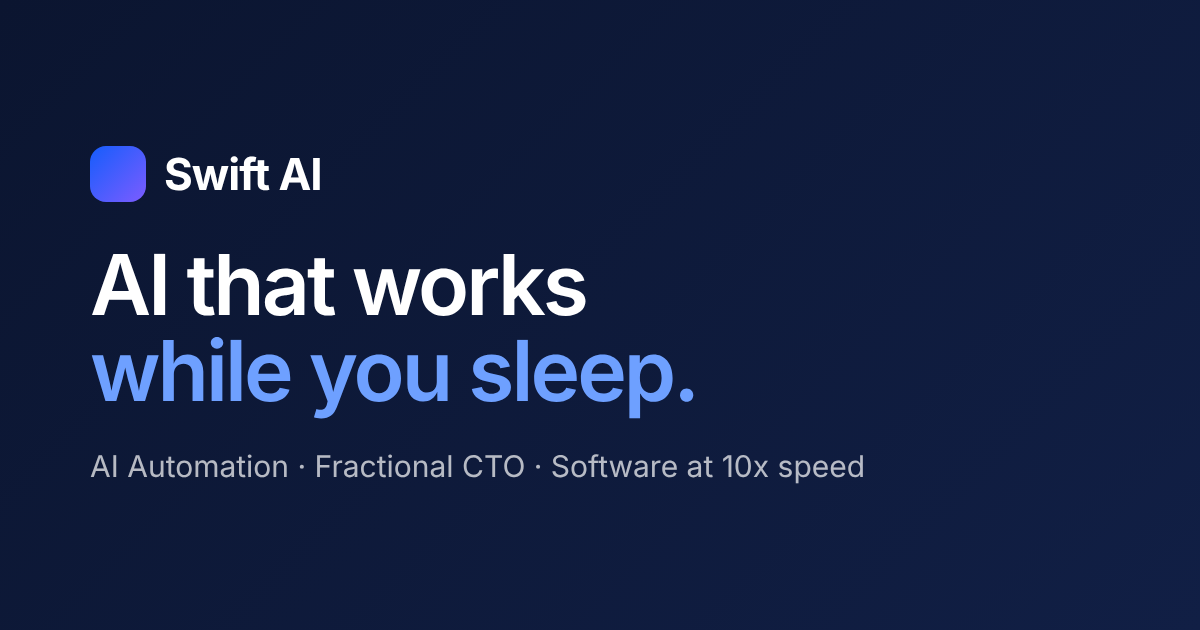 Swift AI
AI that works
while you sleep.
AI Automation · Fractional CTO · Software at 10x speed